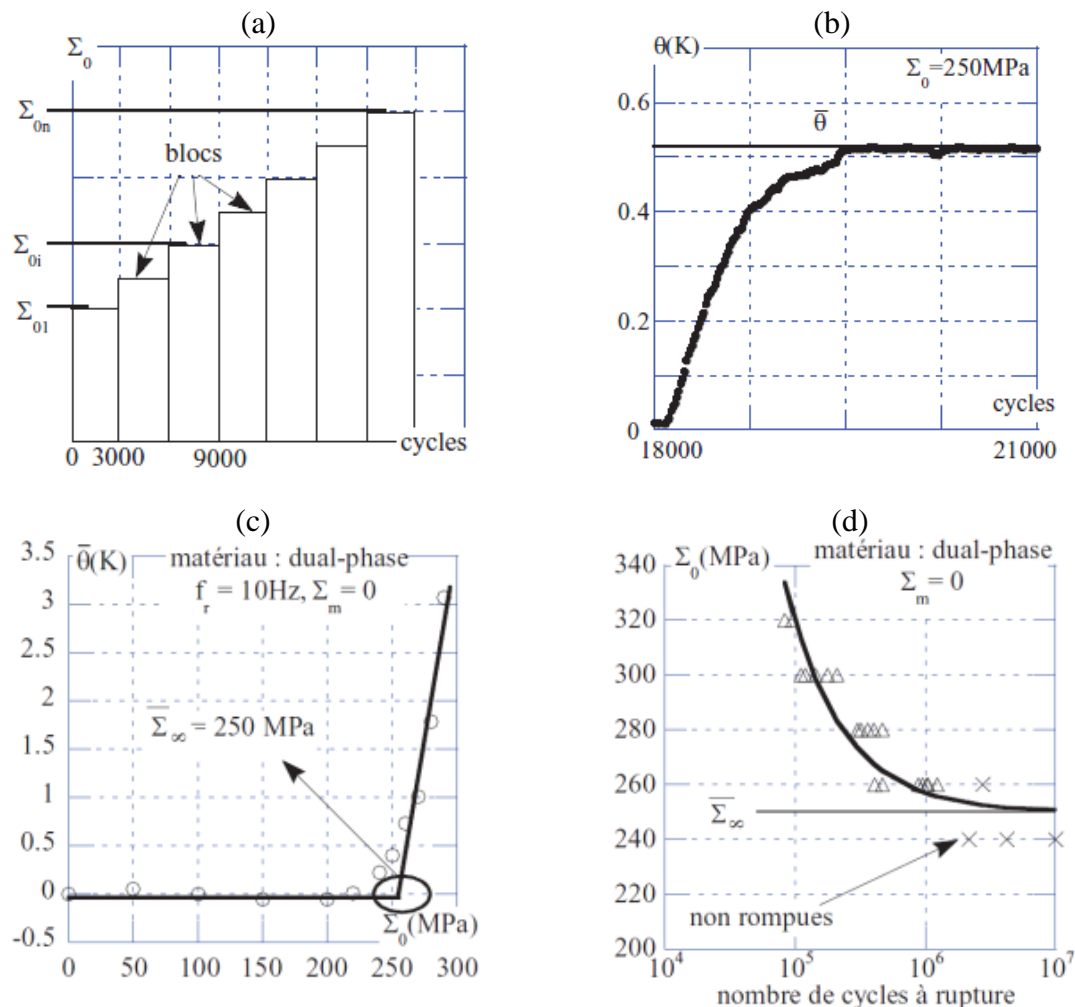 (a)
Σ₀
Σ₀ₙ
blocs
Σ₀ᵢ
Σ₀₁
0 3000 9000 cycles
(b)
θ(K)
Σ₀=250MPa
0.6
θ̄
0.4
0.2
cycles
0
18000 21000
(c)
3.5 θ̄(K) matériau : dual-phase
3 fᵣ = 10Hz, Σₘ= 0
2.5
2
1.5 Σ̄∞ = 250 MPa
1
0.5
0
Σ₀(MPa)
-0.5
0 50 100 150 200 250 300
(d)
340 Σ₀(MPa) matériau : dual-phase
Σₘ= 0
320
300
280
260
Σ̄∞
240
220 non rompues
200
10⁴ 10⁵ 10⁶ 10⁷
nombre de cycles à rupture